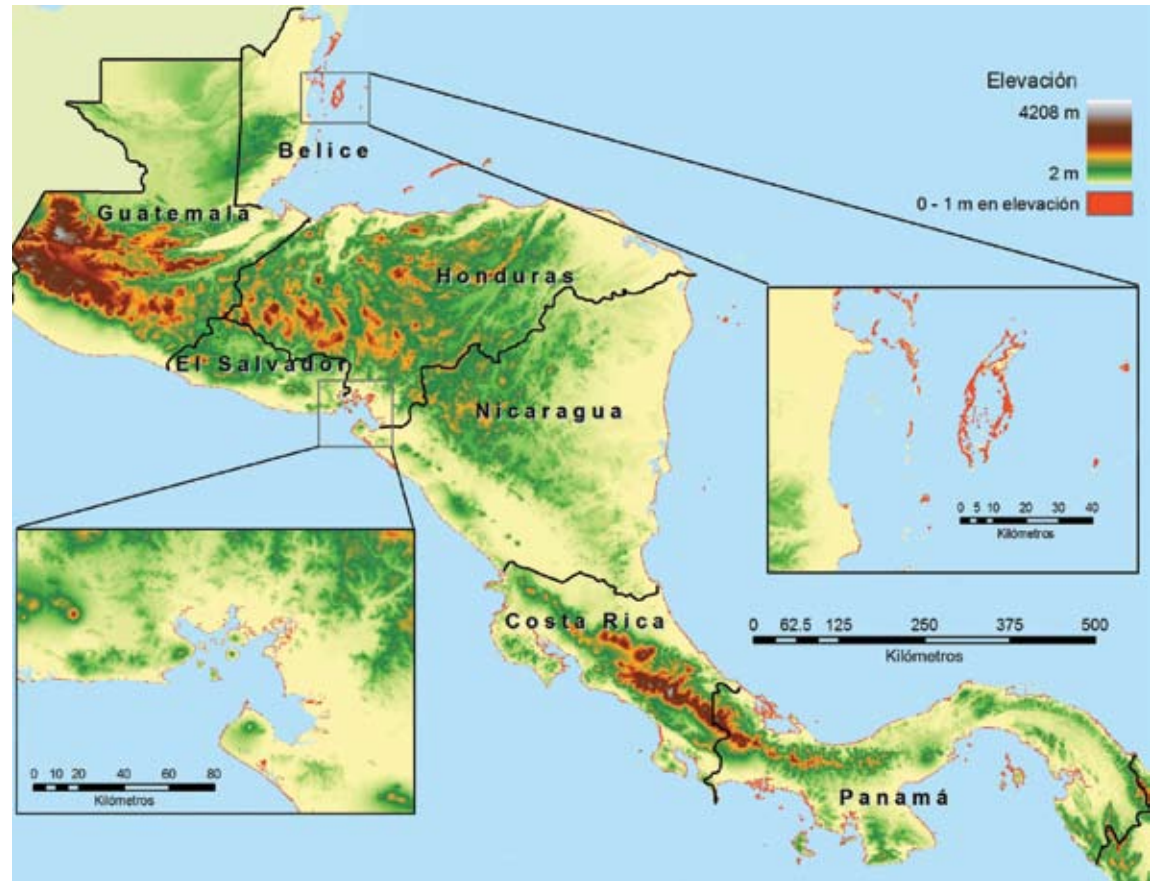 Elevación
4208 m
2 m
0 - 1 m en elevación
Belice
Guatemala
Honduras
El Salvador
Nicaragua
0 5 10 20 30 40
Kilómetros
Costa Rica
0 62.5 125 250 375 500
Kilómetros
0 10 20 40 60 80
Kilómetros
Panamá